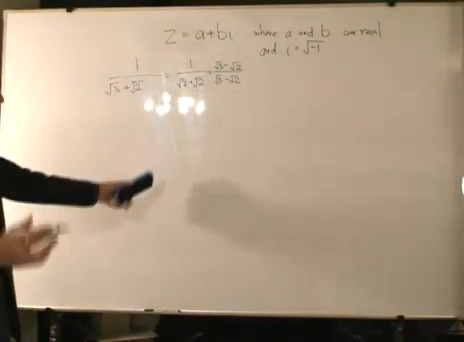 z = a+bi where a and b are real
and i = √-1
1/(√3+√2) = 1/(√3+√2) · (√3-√2)/(√3-√2)